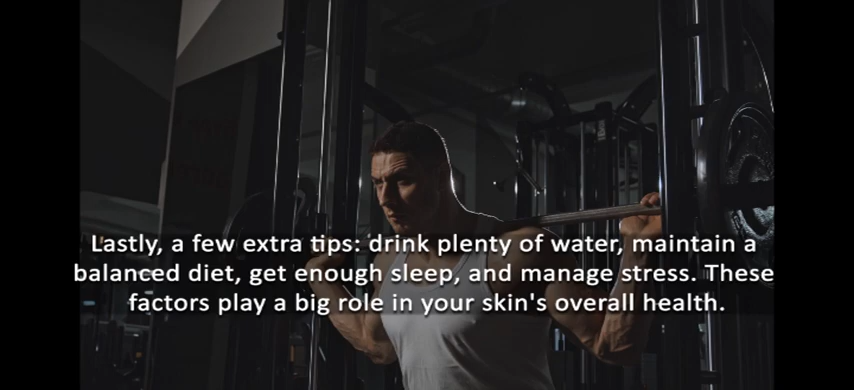 Lastly, a few extra tips: drink plenty of water, maintain a
balanced diet, get enough sleep, and manage stress. These
factors play a big role in your skin's overall health.